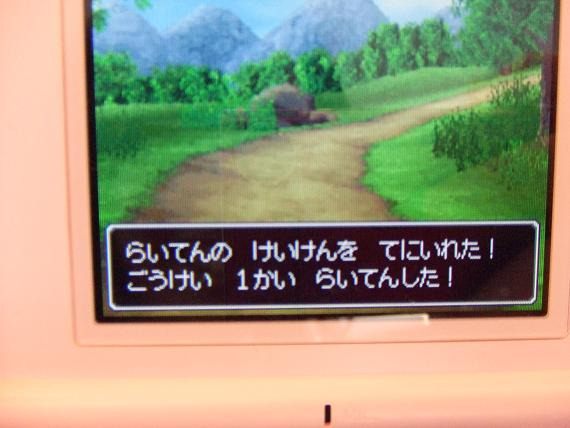 らいてんの けいけんを てにいれた！
ごうけい 1かい らいてんした！